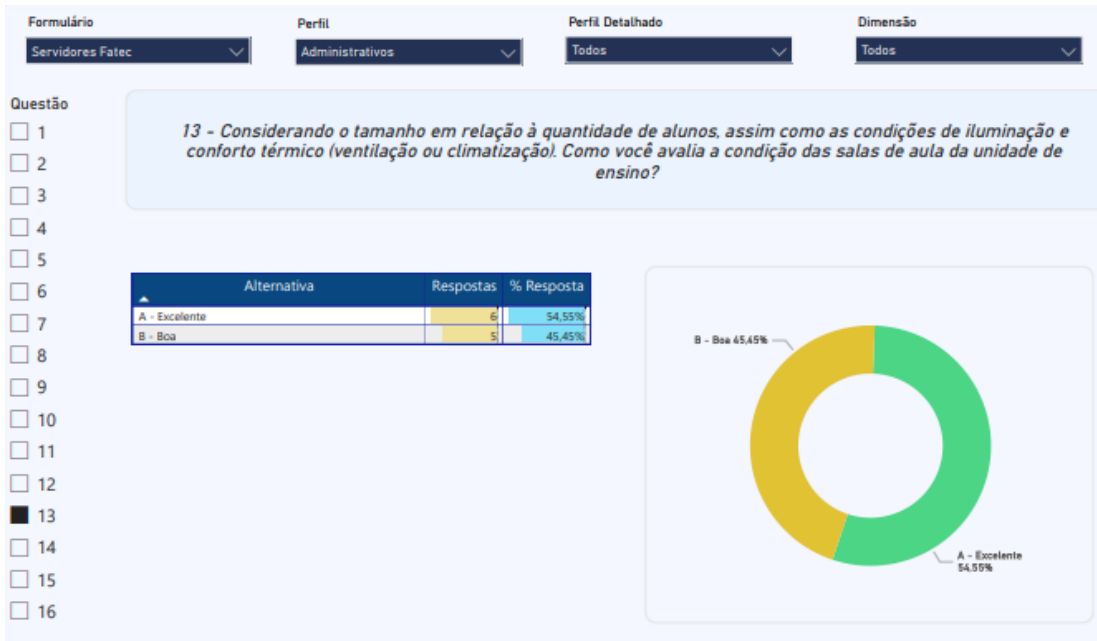 Formulário
Perfil
Perfil Detalhado
Dimensão
Servidores Fatec
Administrativos
Todos
Todos
Questão
1
2
3
4
5
6
7
8
9
10
11
12
13
14
15
16
13 - Considerando o tamanho em relação à quantidade de alunos, assim como as condições de iluminação e
conforto térmico (ventilação ou climatização). Como você avalia a condição das salas de aula da unidade de
ensino?
Alternativa Respostas % Resposta
A - Excelente 6 54,55%
B - Boa 5 45,45%
B - Boa 45,45%
A - Excelente
54,55%